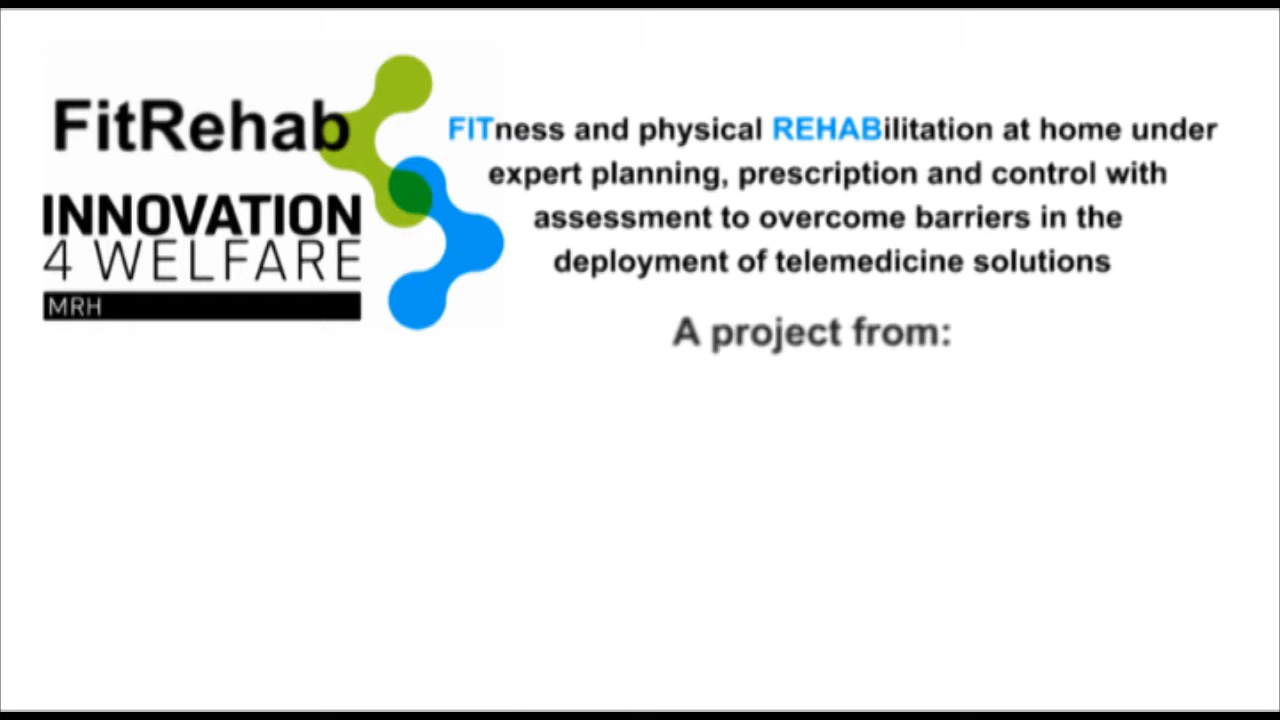 FitRehab
INNOVATION
4 WELFARE
MRH
FITness and physical REHABilitation at home under
expert planning, prescription and control with
assessment to overcome barriers in the
deployment of telemedicine solutions
A project from: